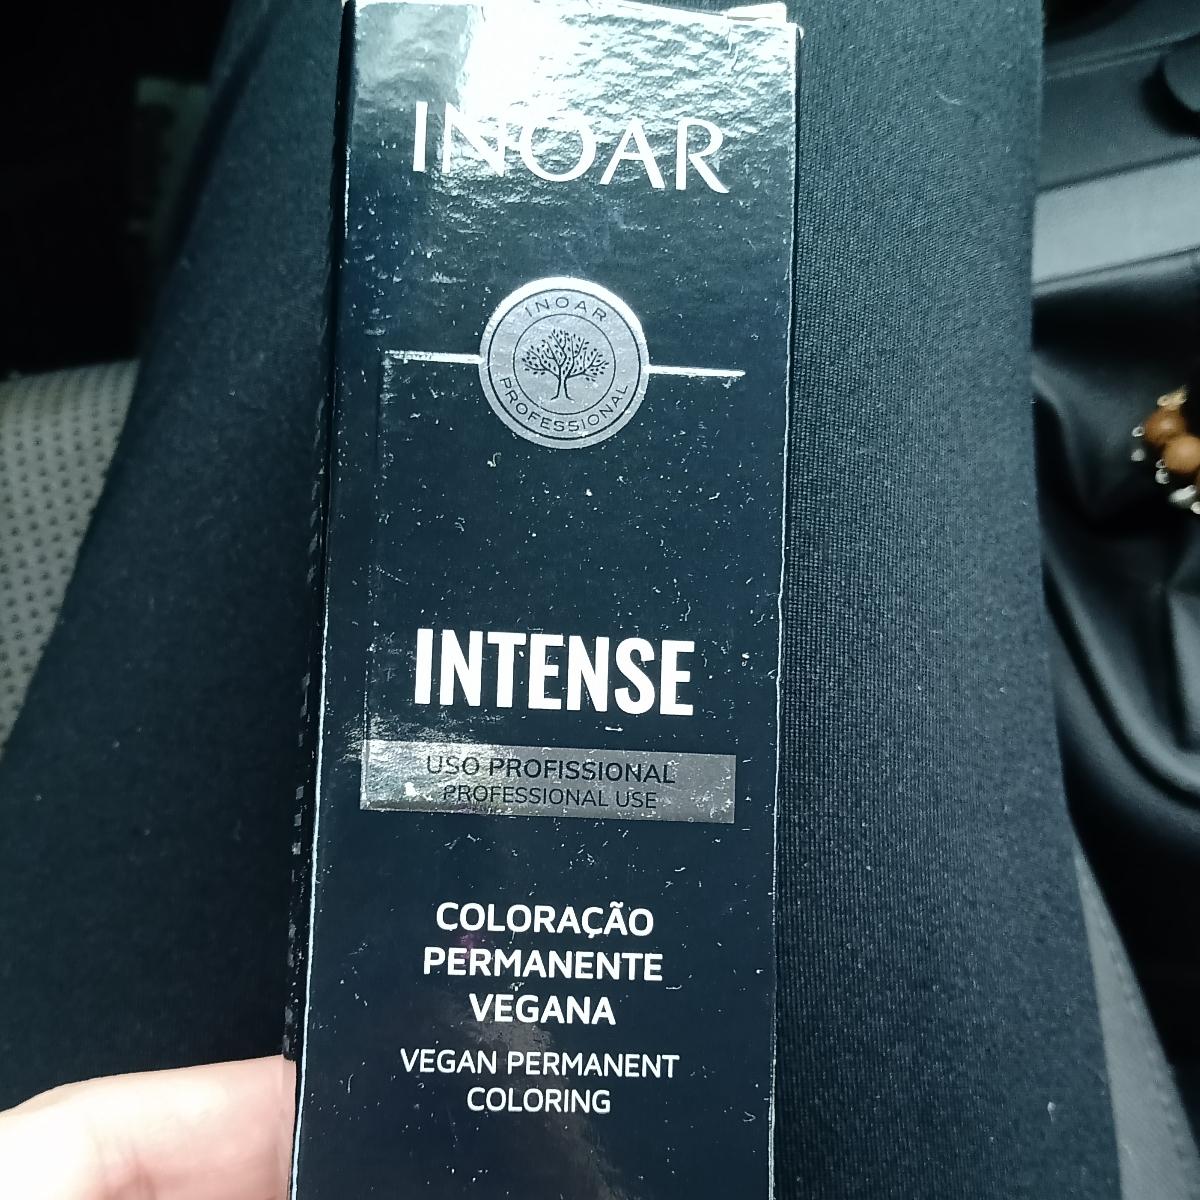 INOAR
INOAR
PROFESSIONAL
INTENSE
USO PROFISSIONAL
PROFESSIONAL USE
COLORAÇÃO
PERMANENTE
VEGANA
VEGAN PERMANENT
COLORING